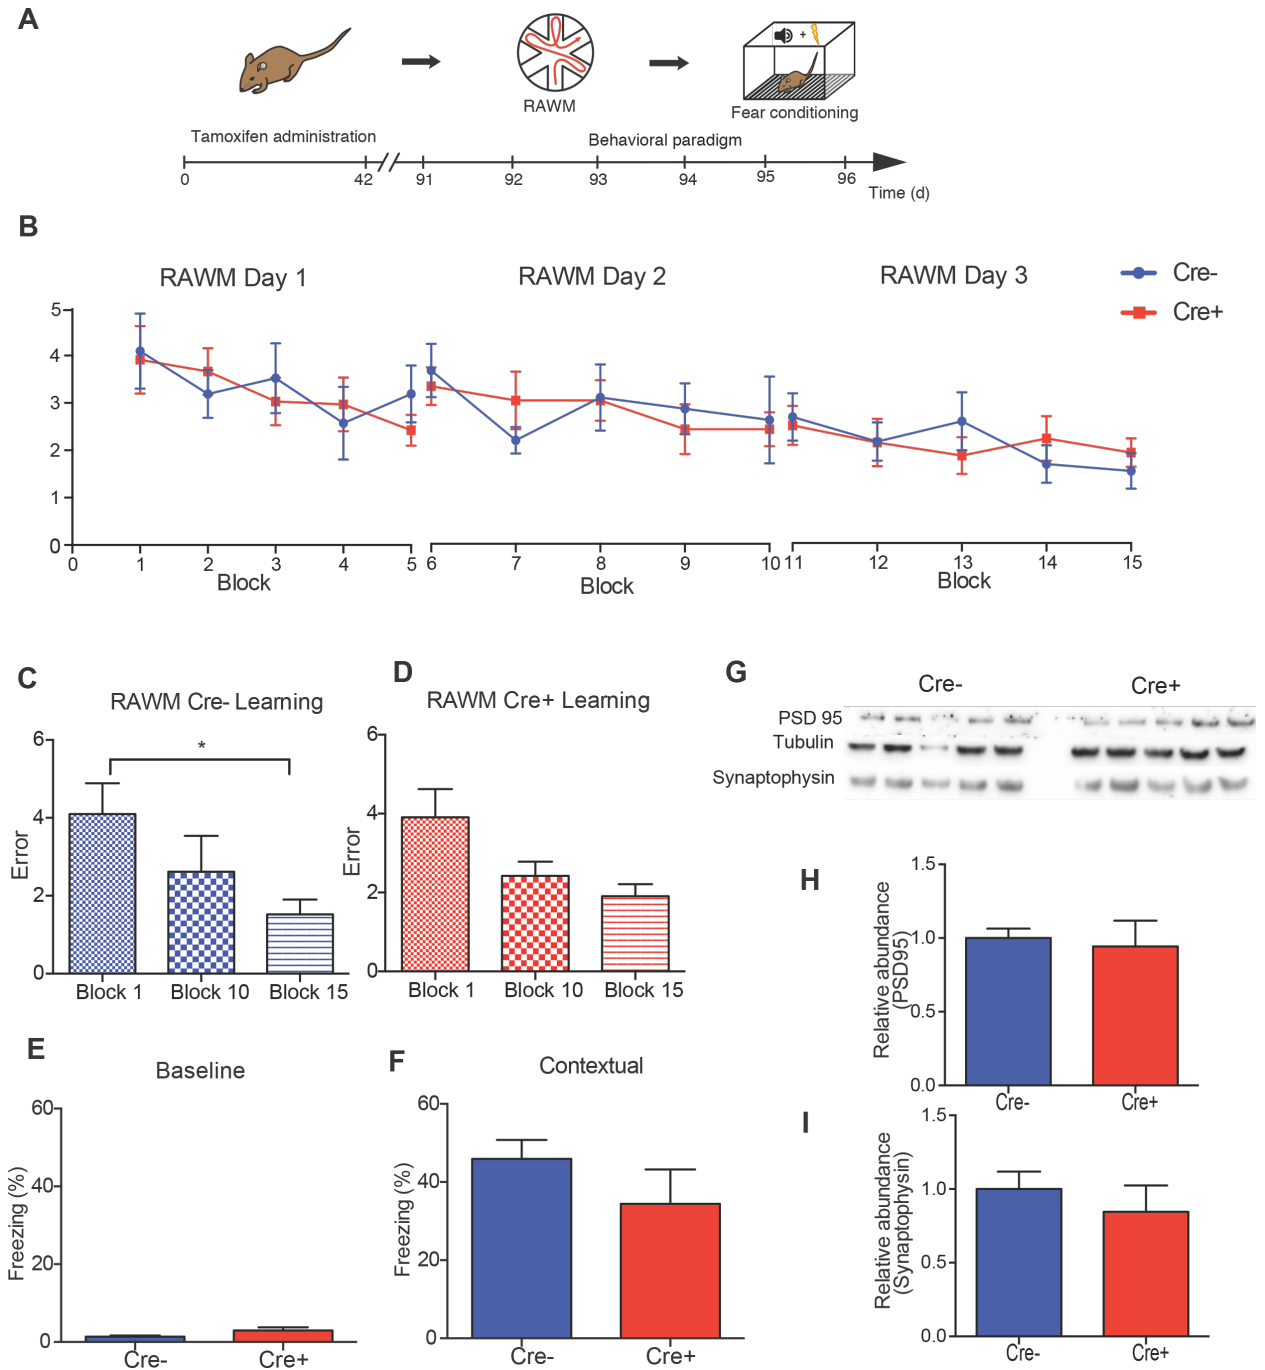 A
+
RAWM
Fear conditioning
Tamoxifen administration
Behavioral paradigm
0 42 91 92 93 94 95 96
Time (d)
B
RAWM Day 1 RAWM Day 2 RAWM Day 3
Cre-
Cre+
5
4
3
2
1
0
0 1 2 3 4 5 6 7 8 9 10 11 12 13 14 15
Block Block Block
C
RAWM Cre- Learning
*
Error
6
4
2
0
Block 1 Block 10 Block 15
D
RAWM Cre+ Learning
Error
6
4
2
0
Block 1 Block 10 Block 15
E
Baseline
Freezing (%)
60
40
20
0
Cre- Cre+
F
Contextual
Freezing (%)
60
40
20
0
Cre- Cre+
G
Cre- Cre+
PSD 95
Tubulin
Synaptophysin
H
Relative abundance
(PSD95)
1.5
1.0
0.5
0.0
Cre- Cre+
I
Relative abundance
(Synaptophysin)
1.5
1.0
0.5
0.0
Cre- Cre+